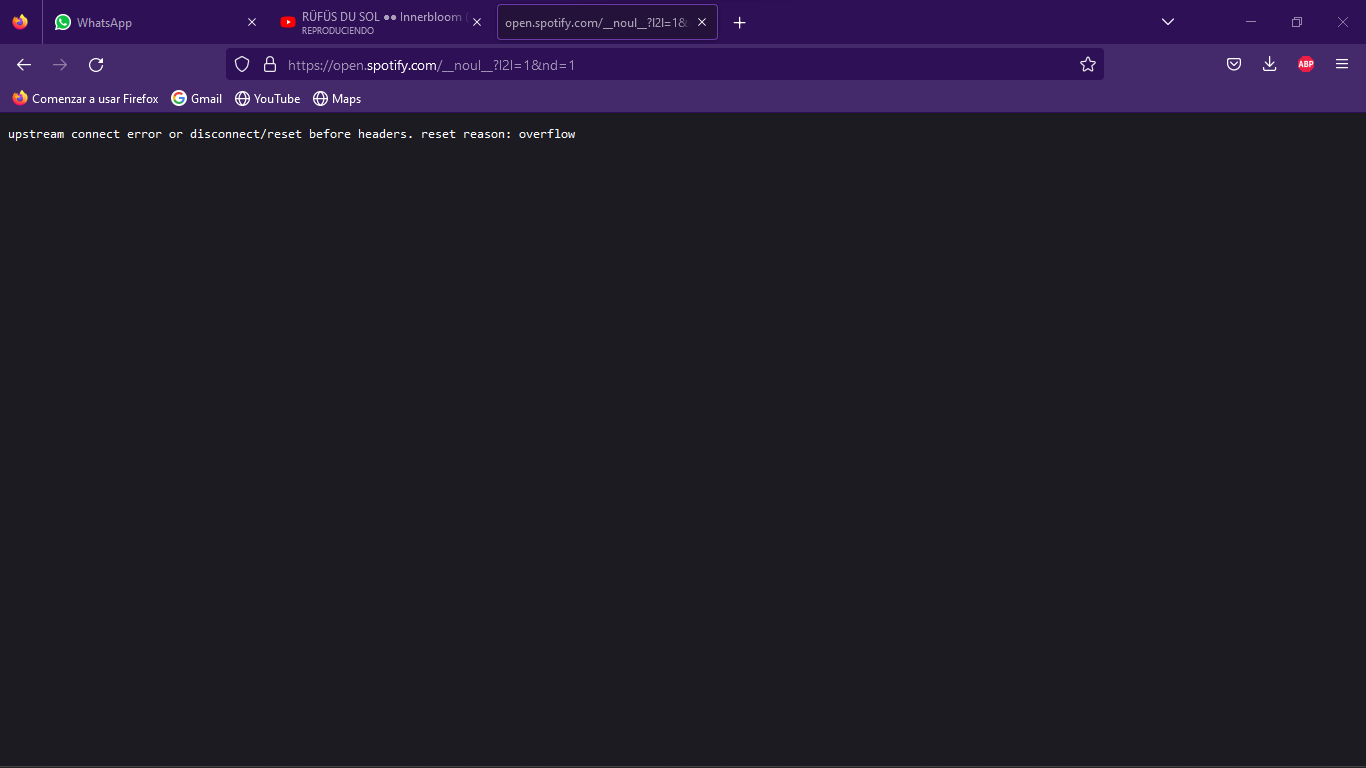 WhatsApp
RÜFÜS DU SOL ●● Innerbloom (
REPRODUCIENDO
open.spotify.com/__noul__?l2l=1&
https://open.spotify.com/__noul__?l2l=1&nd=1
ABP
Comenzar a usar Firefox
Gmail
YouTube
Maps
upstream connect error or disconnect/reset before headers. reset reason: overflow